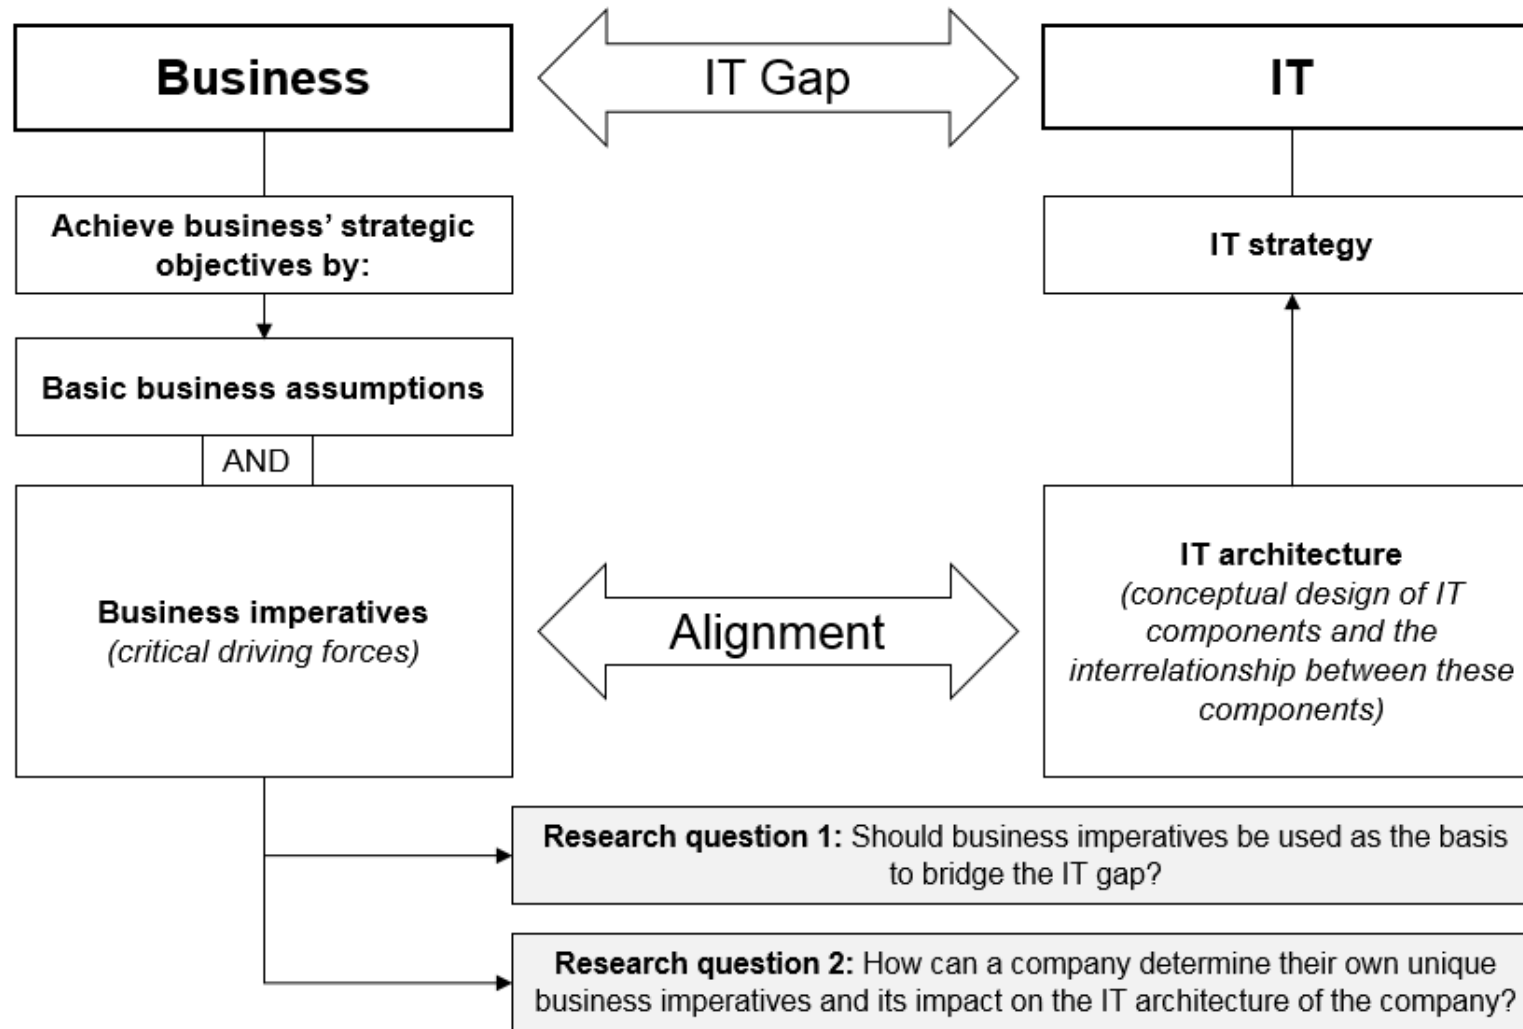 Business
IT Gap
IT
Achieve business’ strategic
objectives by:
IT strategy
Basic business assumptions
AND
Business imperatives
(critical driving forces)
Alignment
IT architecture
(conceptual design of IT
components and the
interrelationship between these
components)
Research question 1: Should business imperatives be used as the basis
to bridge the IT gap?
Research question 2: How can a company determine their own unique
business imperatives and its impact on the IT architecture of the company?